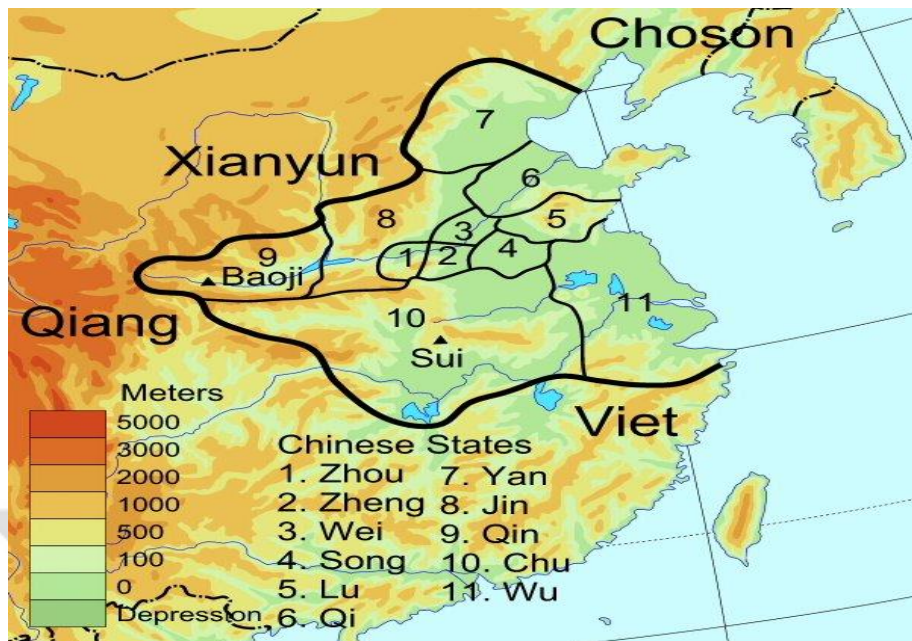 Choson
7
Xianyun
6
8
5
3
9
4
1
2
Baoji
11
Qiang
10
Sui
Meters
Viet
5000
3000
2000
1000
500
100
0
Depression
Chinese States
1. Zhou
2. Zheng
3. Wei
4. Song
5. Lu
6. Qi
7. Yan
8. Jin
9. Qin
10. Chu
11. Wu